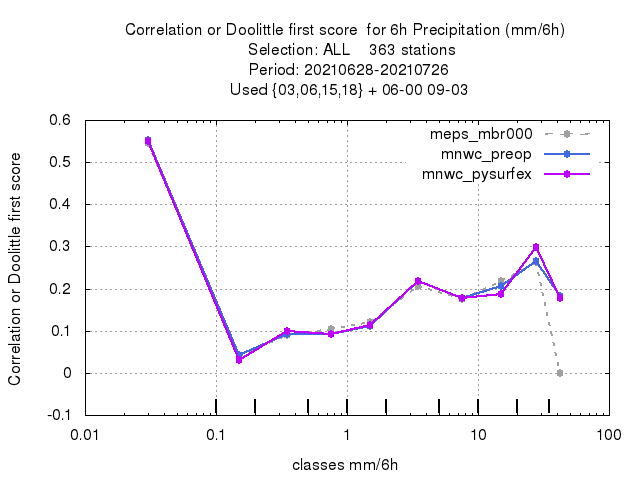 Correlation or Doolittle first score  for 6h Precipitation (mm/6h)
Selection: ALL    363 stations
Period: 20210628-20210726
Used {03,06,15,18} + 06-00 09-03
meps_mbr000
mnwc_preop
mnwc_pysurfex
0.6
0.5
0.4
0.3
0.2
0.1
0
-0.1
Correlation or Doolittle first score
0.01 0.1 1 10 100
classes mm/6h